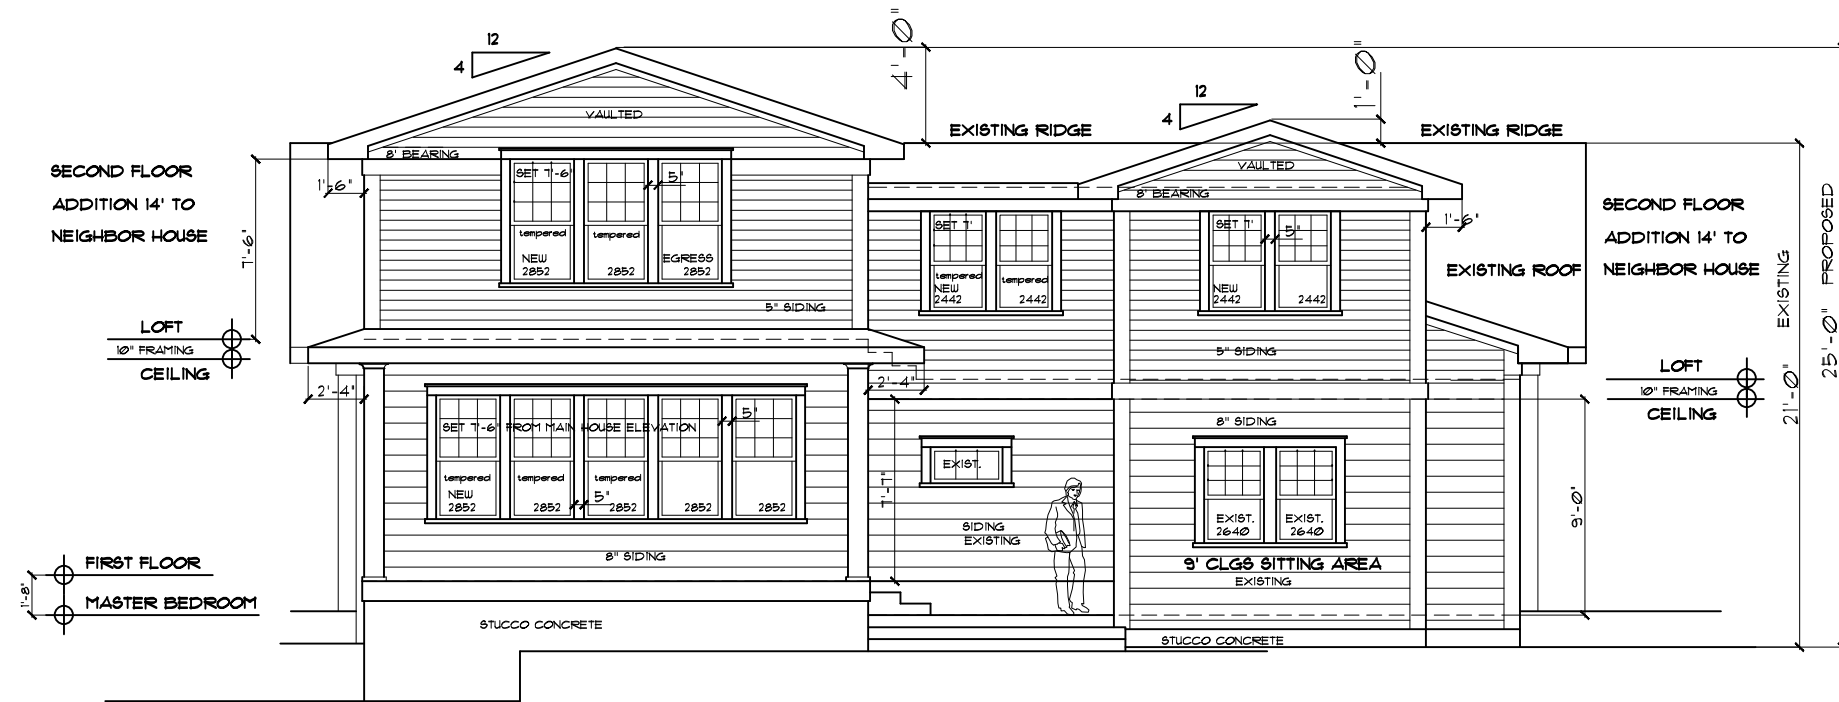 12
4
4'-0"
1'-0"
12
4
EXISTING RIDGE
EXISTING RIDGE
VAULTED
VAULTED
8' BEARING
8' BEARING
SECOND FLOOR
ADDITION 14' TO
NEIGHBOR HOUSE
1'-6"
7'-6"
SET 7'-6"
5"
tempered
tempered
NEW
2852
2852
EGRESS
2852
5" SIDING
SET 7'
tempered
NEW
2442
tempered
2442
SET 7'
5"
NEW
2442
2442
1'-6"
SECOND FLOOR
ADDITION 14' TO
NEIGHBOR HOUSE
EXISTING ROOF
EXISTING
21'-0"
25'-0" PROPOSED
LOFT
10" FRAMING
CEILING
2'-4"
2'-4"
5" SIDING
LOFT
10" FRAMING
CEILING
5"
SET 7'-6" FROM MAIN HOUSE ELEVATION
8" SIDING
tempered
NEW
2852
2852
tempered
tempered
5"
2852
2852
2852
EXIST.
EXIST.
2640
EXIST.
2640
9'-0"
SIDING
EXISTING
8" SIDING
9' CLGS SITTING AREA
EXISTING
FIRST FLOOR
1'-8"
MASTER BEDROOM
STUCCO CONCRETE
STUCCO CONCRETE